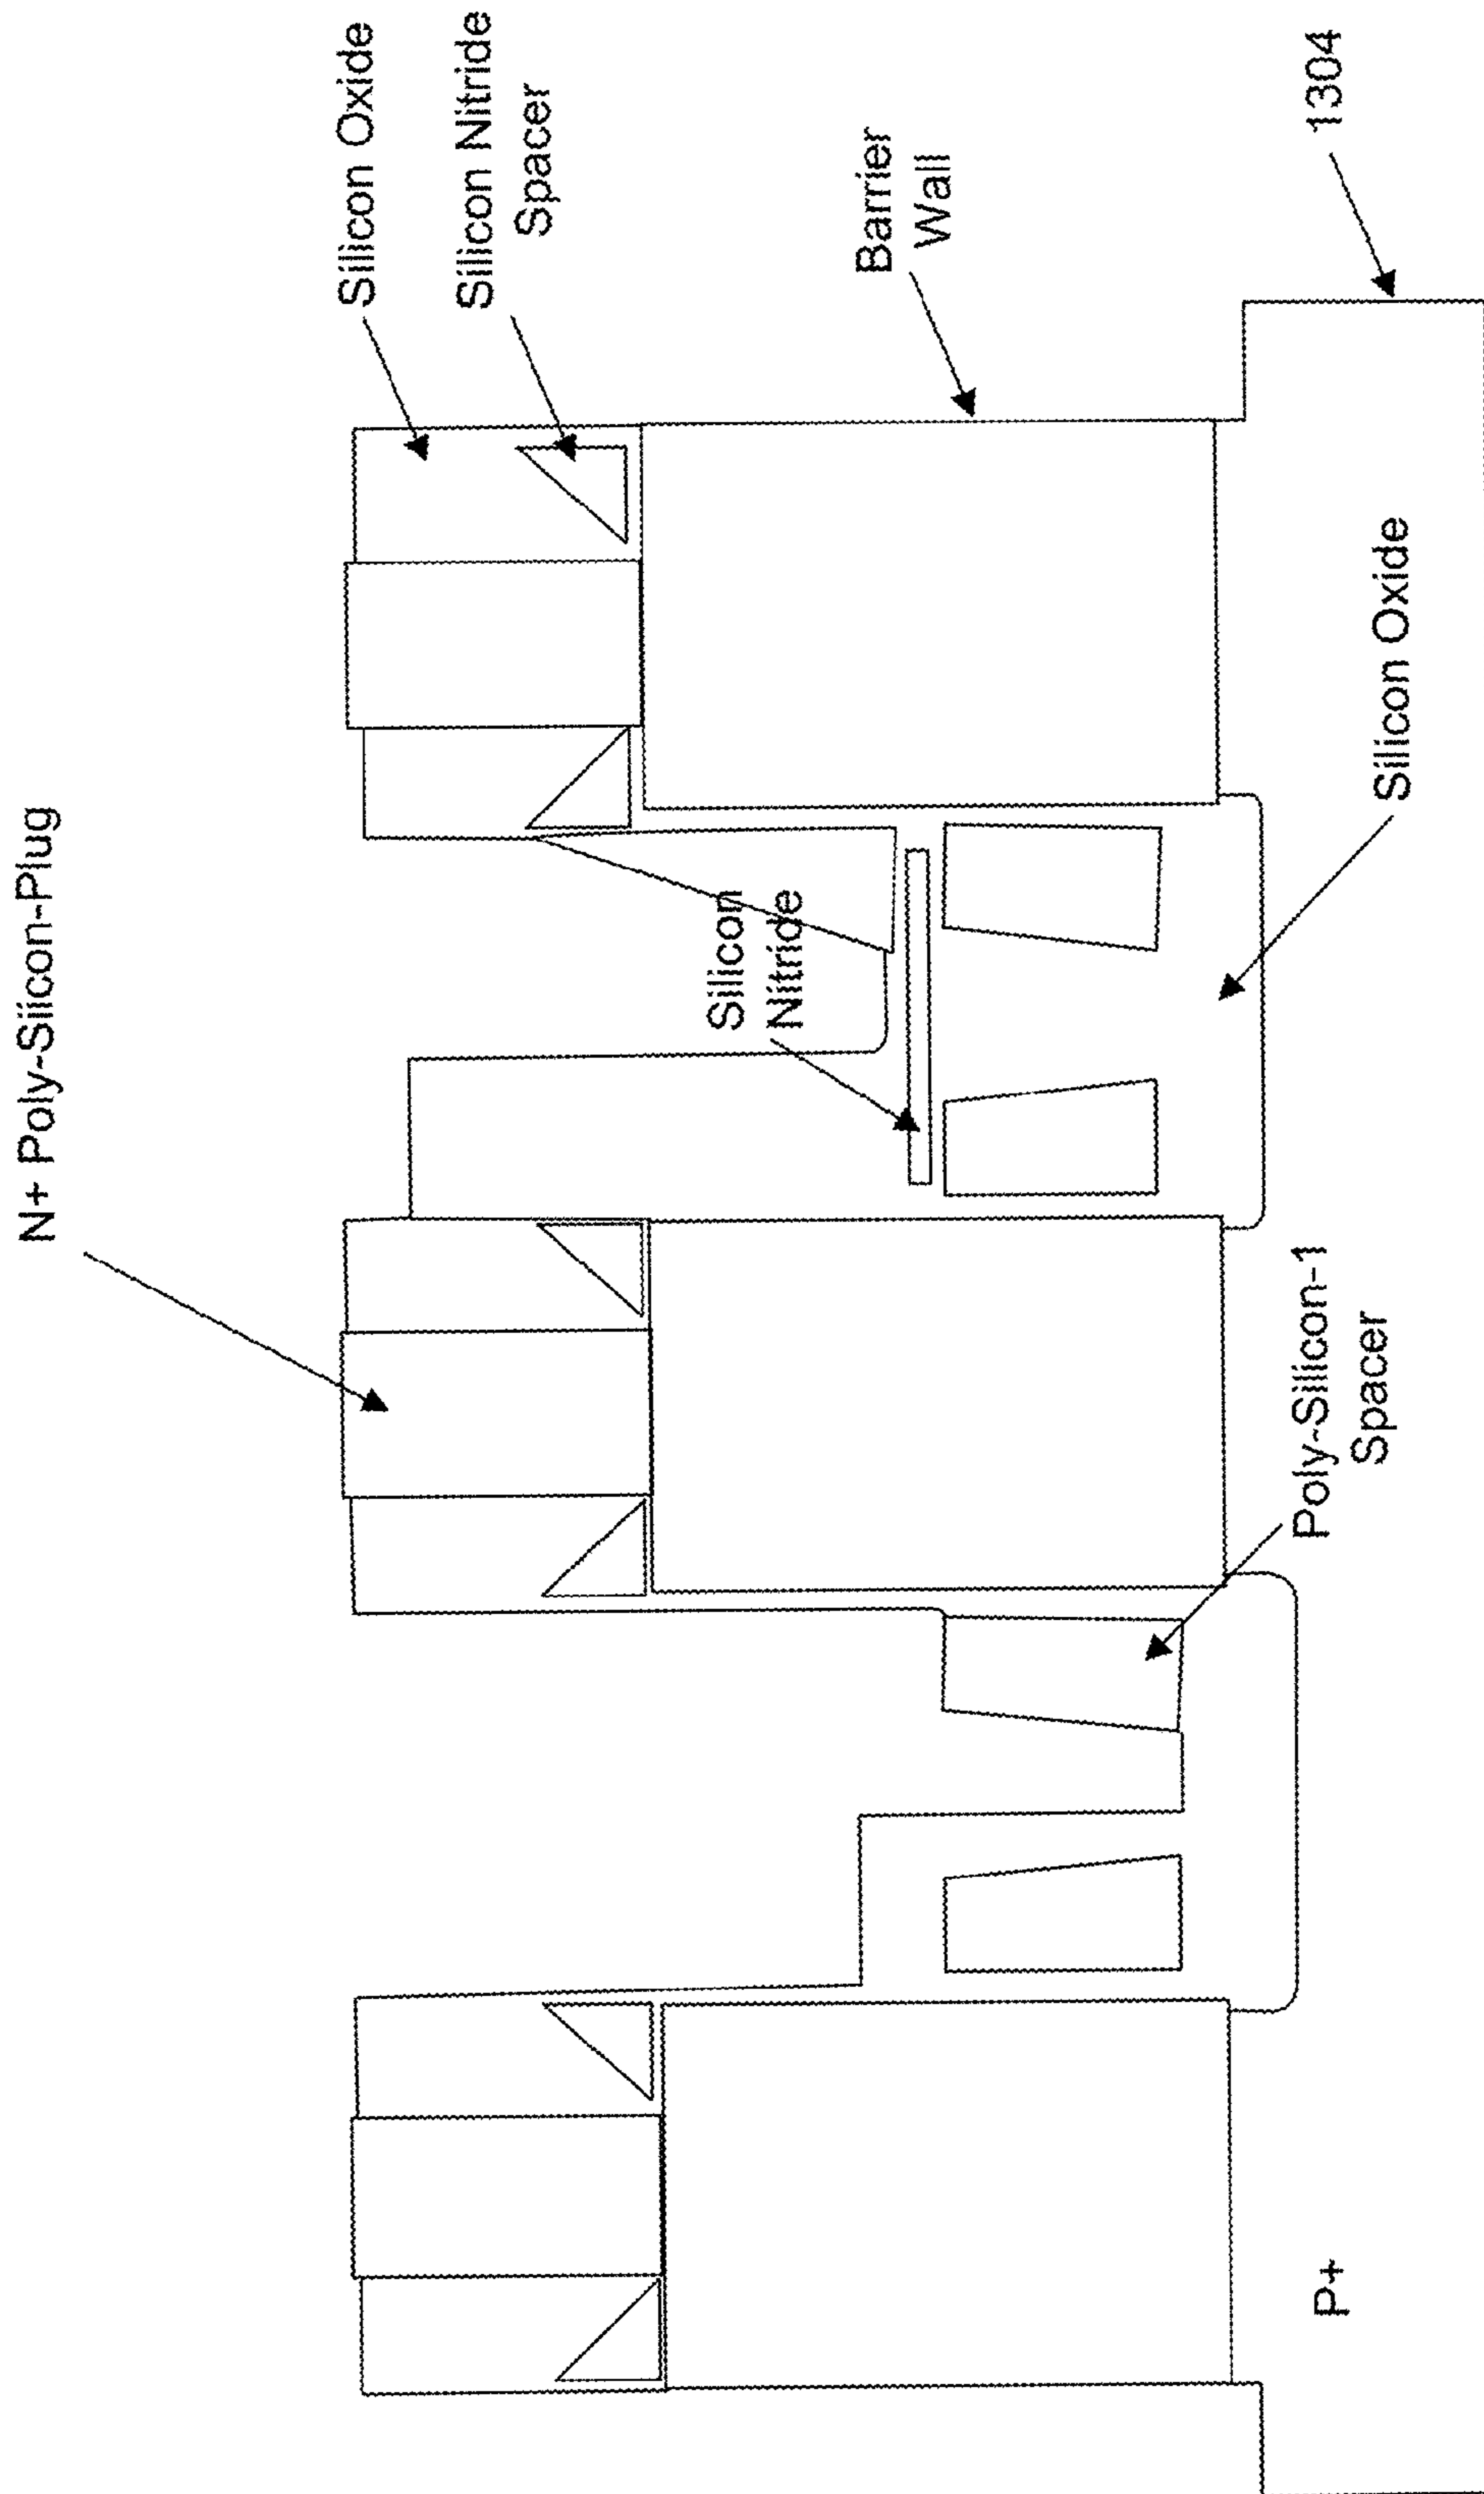 N+ Poly-Siicon-Plug
Silicon Oxide
Silicon Nitride
Spacer
Silicon
Nitride
Barrier
Wall
1304
Silicon Oxide
Poly-Silicon-1
Spacer
P+